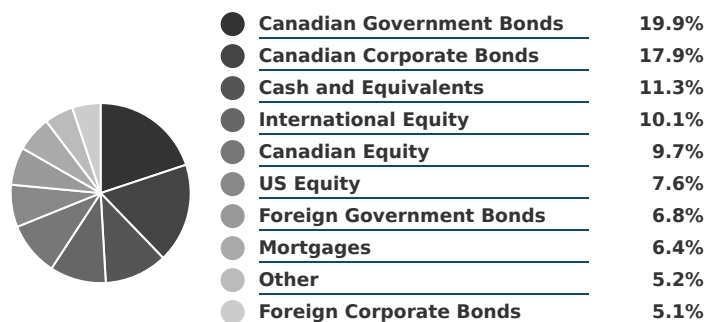 Canadian Government Bonds 19.9%
Canadian Corporate Bonds 17.9%
Cash and Equivalents 11.3%
International Equity 10.1%
Canadian Equity 9.7%
US Equity 7.6%
Foreign Government Bonds 6.8%
Mortgages 6.4%
Other 5.2%
Foreign Corporate Bonds 5.1%